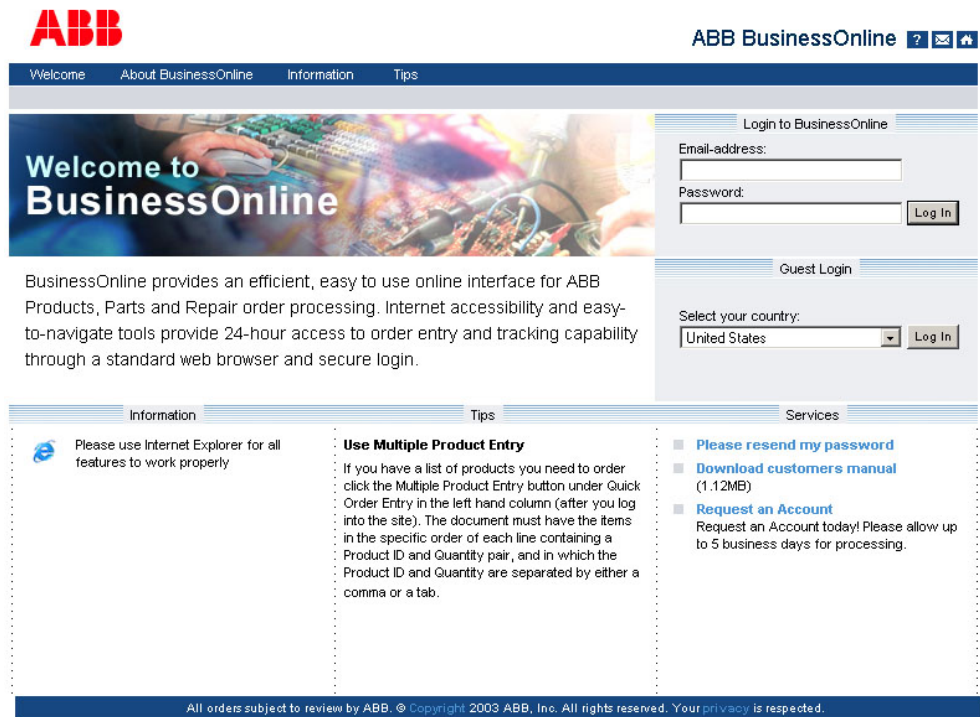 ABB
ABB BusinessOnline ?
Welcome About BusinessOnline Information Tips
Welcome to
BusinessOnline
Login to BusinessOnline
Email-address:
Password:
Log In
Guest Login
Select your country:
United States Log In
BusinessOnline provides an efficient, easy to use online interface for ABB
Products, Parts and Repair order processing. Internet accessibility and easy-
to-navigate tools provide 24-hour access to order entry and tracking capability
through a standard web browser and secure login.
Information
Please use Internet Explorer for all
features to work properly
Tips
Use Multiple Product Entry
If you have a list of products you need to order
click the Multiple Product Entry button under Quick
Order Entry in the left hand column (after you log
into the site). The document must have the items
in the specific order of each line containing a
Product ID and Quantity pair, and in which the
Product ID and Quantity are separated by either a
comma or a tab.
Services
Please resend my password
Download customers manual
(1.12MB)
Request an Account
Request an Account today! Please allow up
to 5 business days for processing.
All orders subject to review by ABB. © Copyright 2003 ABB, Inc. All rights reserved. Your privacy is respected.